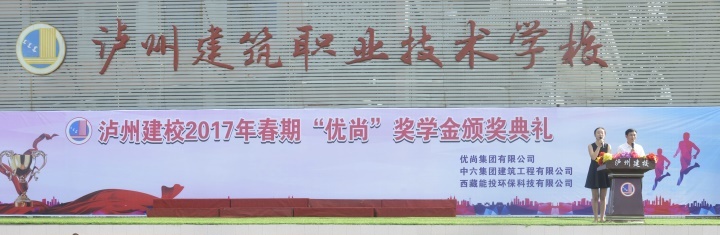 泸州建筑职业技术学校
泸州建校2017年春期“优尚”奖学金颁奖典礼
优尚集团有限公司
中六集团建筑工程有限公司
西藏能投环保科技有限公司
泸州建校